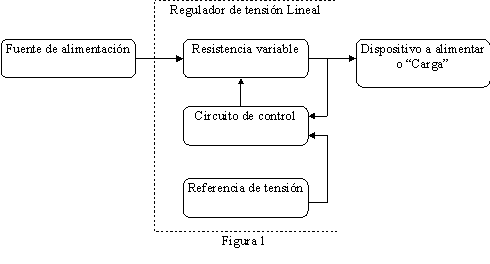 Regulador de tensión Lineal
Fuente de alimentación
Resistencia variable
Dispositivo a alimentar
o “Carga”
Circuito de control
Referencia de tensión
Figura 1